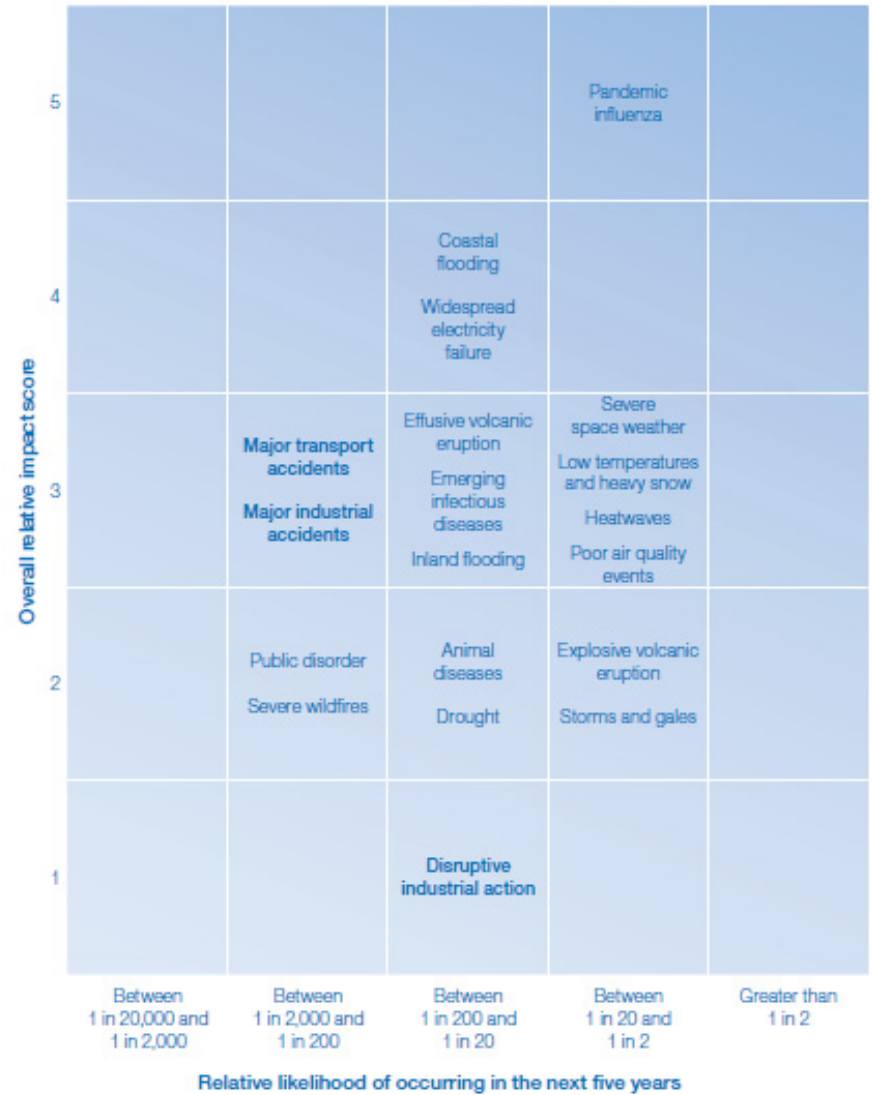 5
Pandemic
influenza
4
Coastal
flooding
Widespread
electricity
failure
Overall relative impact score
3
Major transport
accidents
Major industrial
accidents
Effusive volcanic
eruption
Emerging
infectious
diseases
Inland flooding
Severe
space weather
Low temperatures
and heavy snow
Heatwaves
Poor air quality
events
2
Public disorder
Severe wildfires
Animal
diseases
Drought
Explosive volcanic
eruption
Storms and gales
1
Disruptive
industrial action
Between
1 in 20,000 and
1 in 2,000
Between
1 in 2,000 and
1 in 200
Between
1 in 200 and
1 in 20
Between
1 in 20 and
1 in 2
Greater than
1 in 2
Relative likelihood of occurring in the next five years